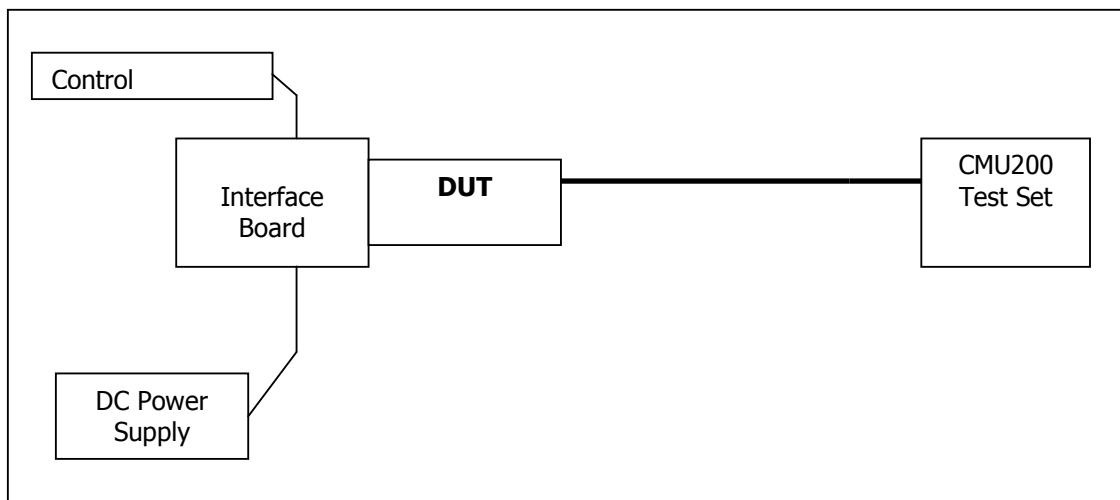 Control
Interface
Board
DUT
CMU200
Test Set
DC Power
Supply